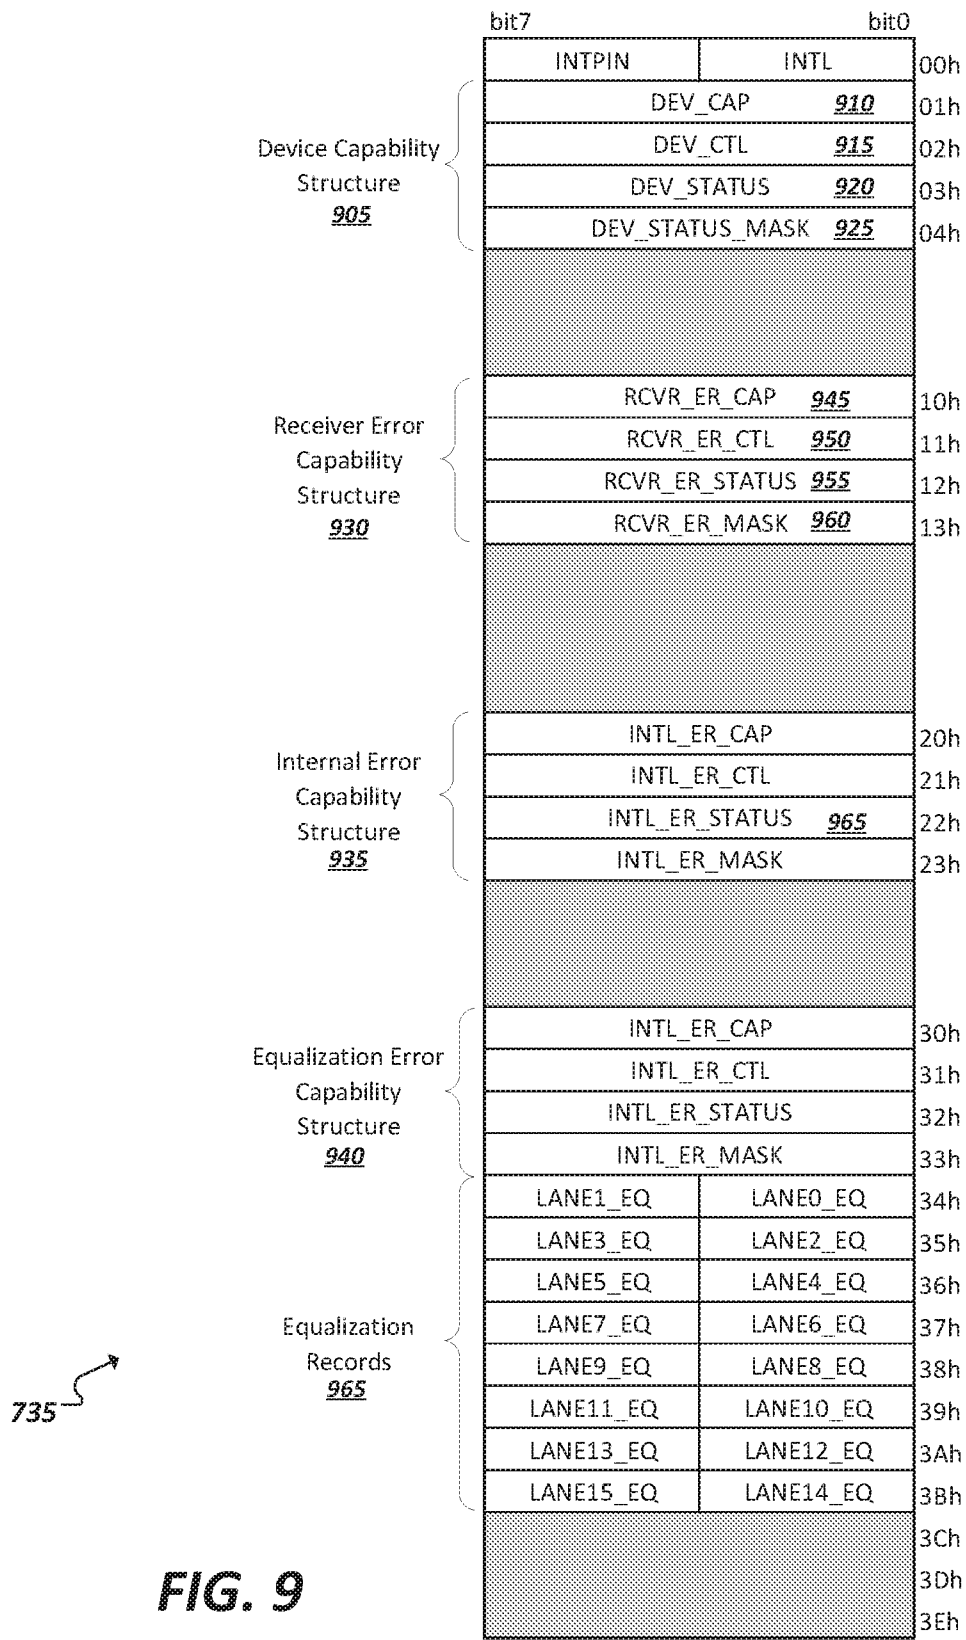 bit7 bit0
INTPIN INTL 00h
DEV_CAP 910 01h
DEV_CTL 915 02h
DEV_STATUS 920 03h
DEV_STATUS_MASK 925 04h
Device Capability
Structure
905
RCVR_ER_CAP 945 10h
RCVR_ER_CTL 950 11h
RCVR_ER_STATUS 955 12h
RCVR_ER_MASK 960 13h
Receiver Error
Capability
Structure
930
INTL_ER_CAP 20h
INTL_ER_CTL 21h
INTL_ER_STATUS 965 22h
INTL_ER_MASK 23h
Internal Error
Capability
Structure
935
INTL_ER_CAP 30h
INTL_ER_CTL 31h
INTL_ER_STATUS 32h
INTL_ER_MASK 33h
Equalization Error
Capability
Structure
940
LANE1_EQ LANE0_EQ 34h
LANE3_EQ LANE2_EQ 35h
LANE5_EQ LANE4_EQ 36h
LANE7_EQ LANE6_EQ 37h
LANE9_EQ LANE8_EQ 38h
LANE11_EQ LANE10_EQ 39h
LANE13_EQ LANE12_EQ 3Ah
LANE15_EQ LANE14_EQ 3Bh
Equalization
Records
965
3Ch
3Dh
3Eh
735
FIG. 9